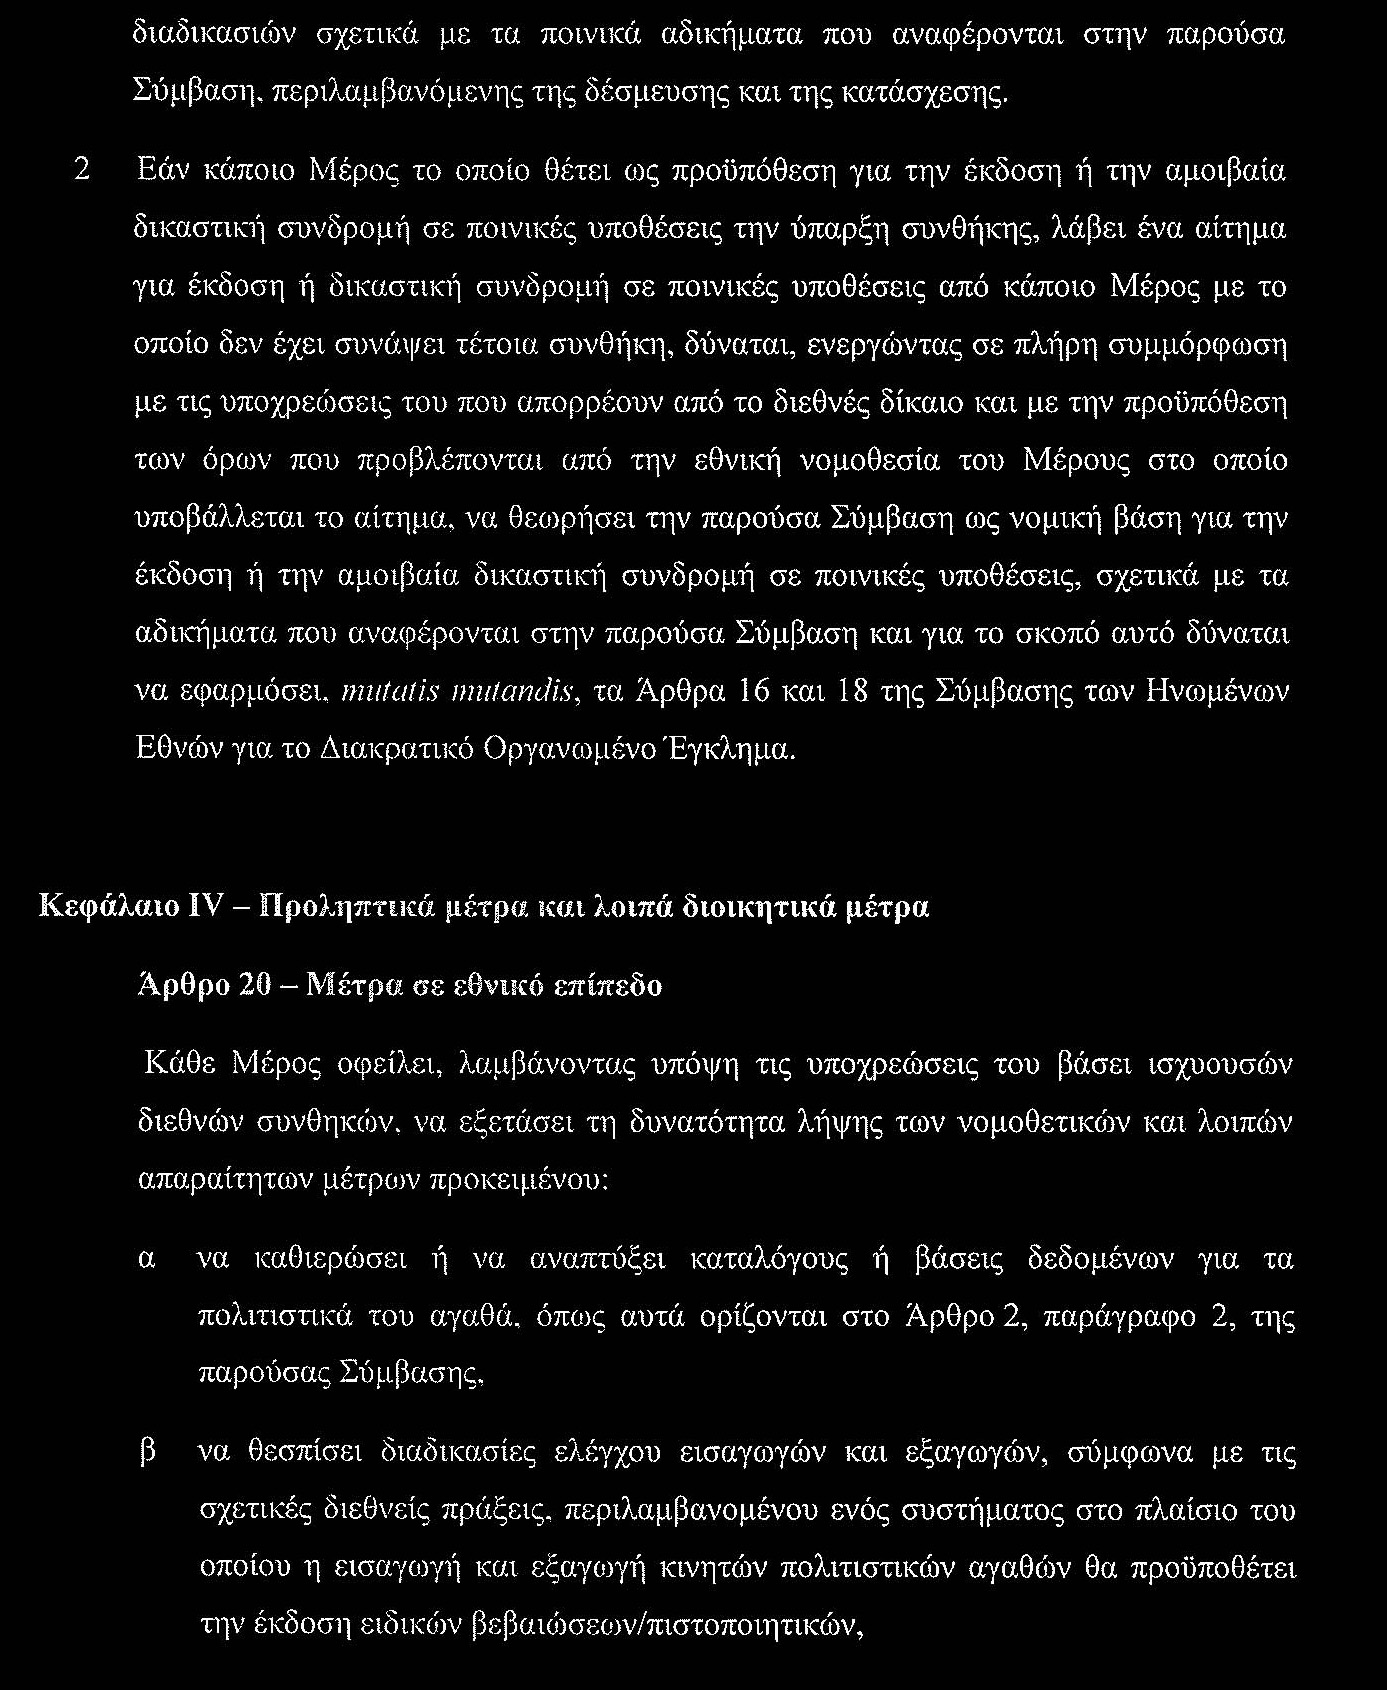 διαδικασιών σχετικά με τα ποινικά αδικήματα που αναφέρονται στην παρούσα
Σύμβαση, περιλαμβανόμενης της δέσμευσης και της κατάσχεσης.
2 Εάν κάποιο Μέρος το οποίο θέτει ως προϋπόθεση για την έκδοση ή την αμοιβαία
δικαστική συνδρομή σε ποινικές υποθέσεις την ύπαρξη συνθήκης, λάβει ένα αίτημα
για έκδοση ή δικαστική συνδρομή σε ποινικές υποθέσεις από κάποιο Μέρος με το
οποίο δεν έχει συνάψει τέτοια συνθήκη, δύναται, ενεργώντας σε πλήρη συμμόρφωση
με τις υποχρεώσεις του που απορρέουν από το διεθνές δίκαιο και με την προϋπόθεση
των όρων που προβλέπονται από την εθνική νομοθεσία του Μέρους στο οποίο
υποβάλλεται το αίτημα, να θεωρήσει την παρούσα Σύμβαση ως νομική βάση για την
έκδοση ή την αμοιβαία δικαστική συνδρομή σε ποινικές υποθέσεις, σχετικά με τα
αδικήματα που αναφέρονται στην παρούσα Σύμβαση και για το σκοπό αυτό δύναται
να εφαρμόσει, mutatis mutandis, τα Άρθρα 16 και 18 της Σύμβασης των Ηνωμένων
Εθνών για το Διακρατικό Οργανωμένο Έγκλημα.
Κεφάλαιο IV – Προληπτικά μέτρα και λοιπά διοικητικά μέτρα
Άρθρο 20 – Μέτρα σε εθνικό επίπεδο
Κάθε Μέρος οφείλει, λαμβάνοντας υπόψη τις υποχρεώσεις του βάσει ισχυουσών
διεθνών συνθηκών, να εξετάσει τη δυνατότητα λήψης των νομοθετικών και λοιπών
απαραίτητων μέτρων προκειμένου:
α να καθιερώσει ή να αναπτύξει καταλόγους ή βάσεις δεδομένων για τα
πολιτιστικά του αγαθά, όπως αυτά ορίζονται στο Άρθρο 2, παράγραφο 2, της
παρούσας Σύμβασης,
β να θεσπίσει διαδικασίες ελέγχου εισαγωγών και εξαγωγών, σύμφωνα με τις
σχετικές διεθνείς πράξεις, περιλαμβανομένου ενός συστήματος στο πλαίσιο του
οποίου η εισαγωγή και εξαγωγή κινητών πολιτιστικών αγαθών θα προϋποθέτει
την έκδοση ειδικών βεβαιώσεων/πιστοποιητικών,